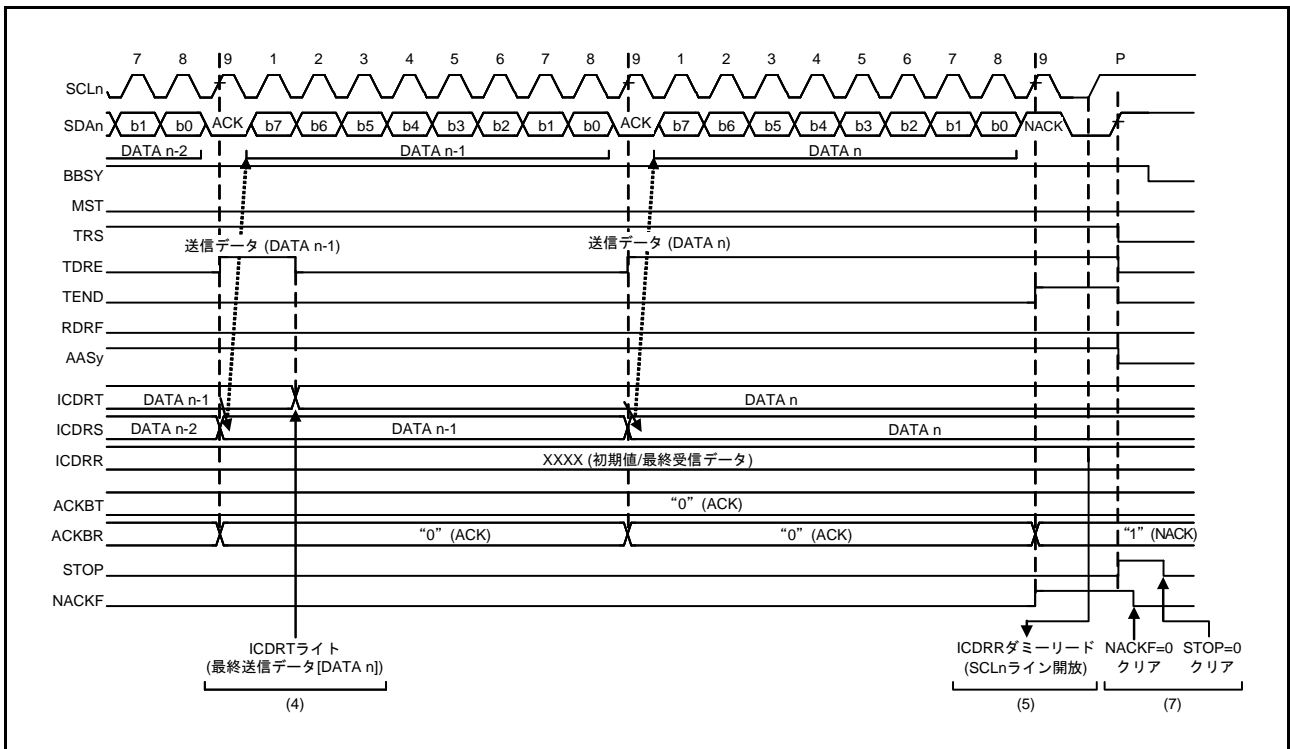 7 8 9 1 2 3 4 5 6 7 8 9 1 2 3 4 5 6 7 8 9 P
SCLn
SDAn b1 b0 ACK b7 b6 b5 b4 b3 b2 b1 b0 ACK b7 b6 b5 b4 b3 b2 b1 b0 NACK
DATA n-2 DATA n-1 DATA n
BBSY
MST
TRS
送信データ (DATA n-1) 送信データ (DATA n)
TDRE
TEND
RDRF
AASy
ICDRT DATA n-1 DATA n
ICDRS DATA n-2 DATA n-1 DATA n
ICDRR XXXX (初期値/最終受信データ)
ACKBT “0” (ACK)
ACKBR “0” (ACK) “0” (ACK) “1” (NACK)
STOP
NACKF
ICDRTライト
(最終送信データ[DATA n])
(4)
ICDRRダミーリード
(SCLnライン開放)
(5)
NACKF=0
クリア
STOP=0
クリア
(7)